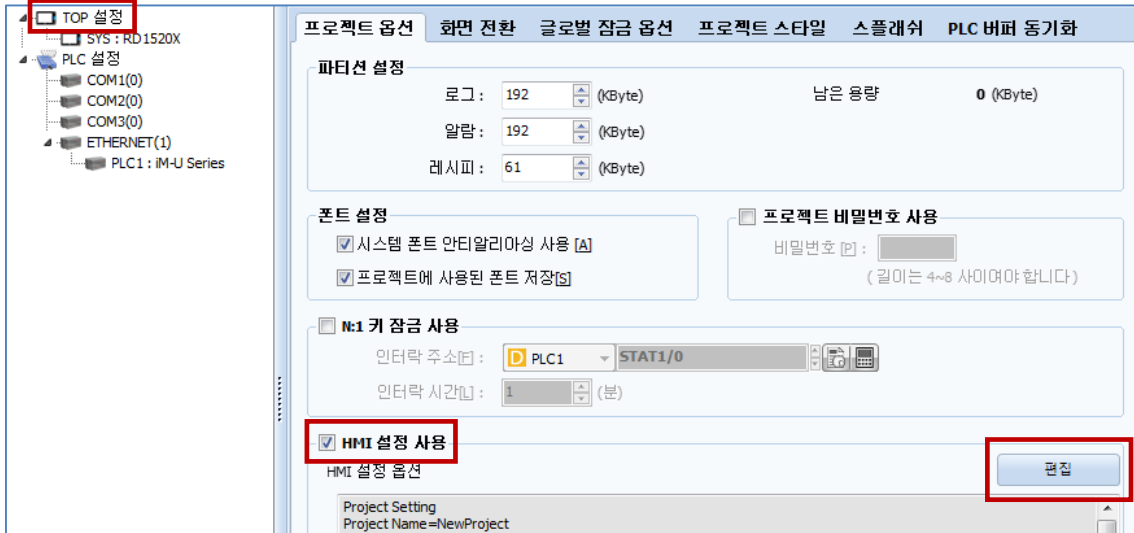 TOP 설정
SYS : RD1520X
PLC 설정
COM1(0)
COM2(0)
COM3(0)
ETHERNET(1)
PLC1 : iM-U Series
프로젝트 옵션 화면 전환 글로벌 잠금 옵션 프로젝트 스타일 스플래쉬 PLC 버퍼 동기화
파티션 설정
로그 : 192 (KByte) 남은 용량 0 (KByte)
알람 : 192 (KByte)
레시피 : 61 (KByte)
폰트 설정
시스템 폰트 안티알리아싱 사용 [A]
프로젝트에 사용된 폰트 저장[S]
프로젝트 비밀번호 사용
비밀번호 [P] :
( 길이는 4~8 사이여야 합니다 )
N:1 키 잠금 사용
인터락 주소[F] : D PLC1 STAT1/0
인터락 시간[L] : 1 (분)
HMI 설정 사용
HMI 설정 옵션
편집
Project Setting
Project Name=NewProject